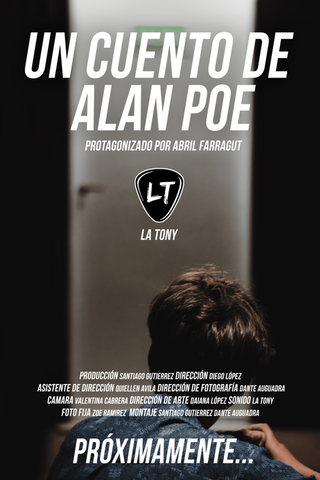 UN CUENTO DE
ALAN POE
PROTAGONIZADO POR ABRIL FARRAGUT
LT
LA TONY
PRODUCCIÓN SANTIAGO GUTIERREZ DIRECCIÓN DIEGO LÓPEZ
ASISTENTE DE DIRECCIÓN QUIELLEN AVILA DIRECCIÓN DE FOTOGRAFÍA DANTE AUGUADRA
CAMARA VALENTINA CARRERA DIRECCIÓN DE ARTE DAIANA LÓPEZ SONIDO LA TONY
FOTO FIJA ZOE RAMIREZ MONTAJE SANTIAGO GUTIERREZ DANTE AUGUADRA
PRÓXIMAMENTE...